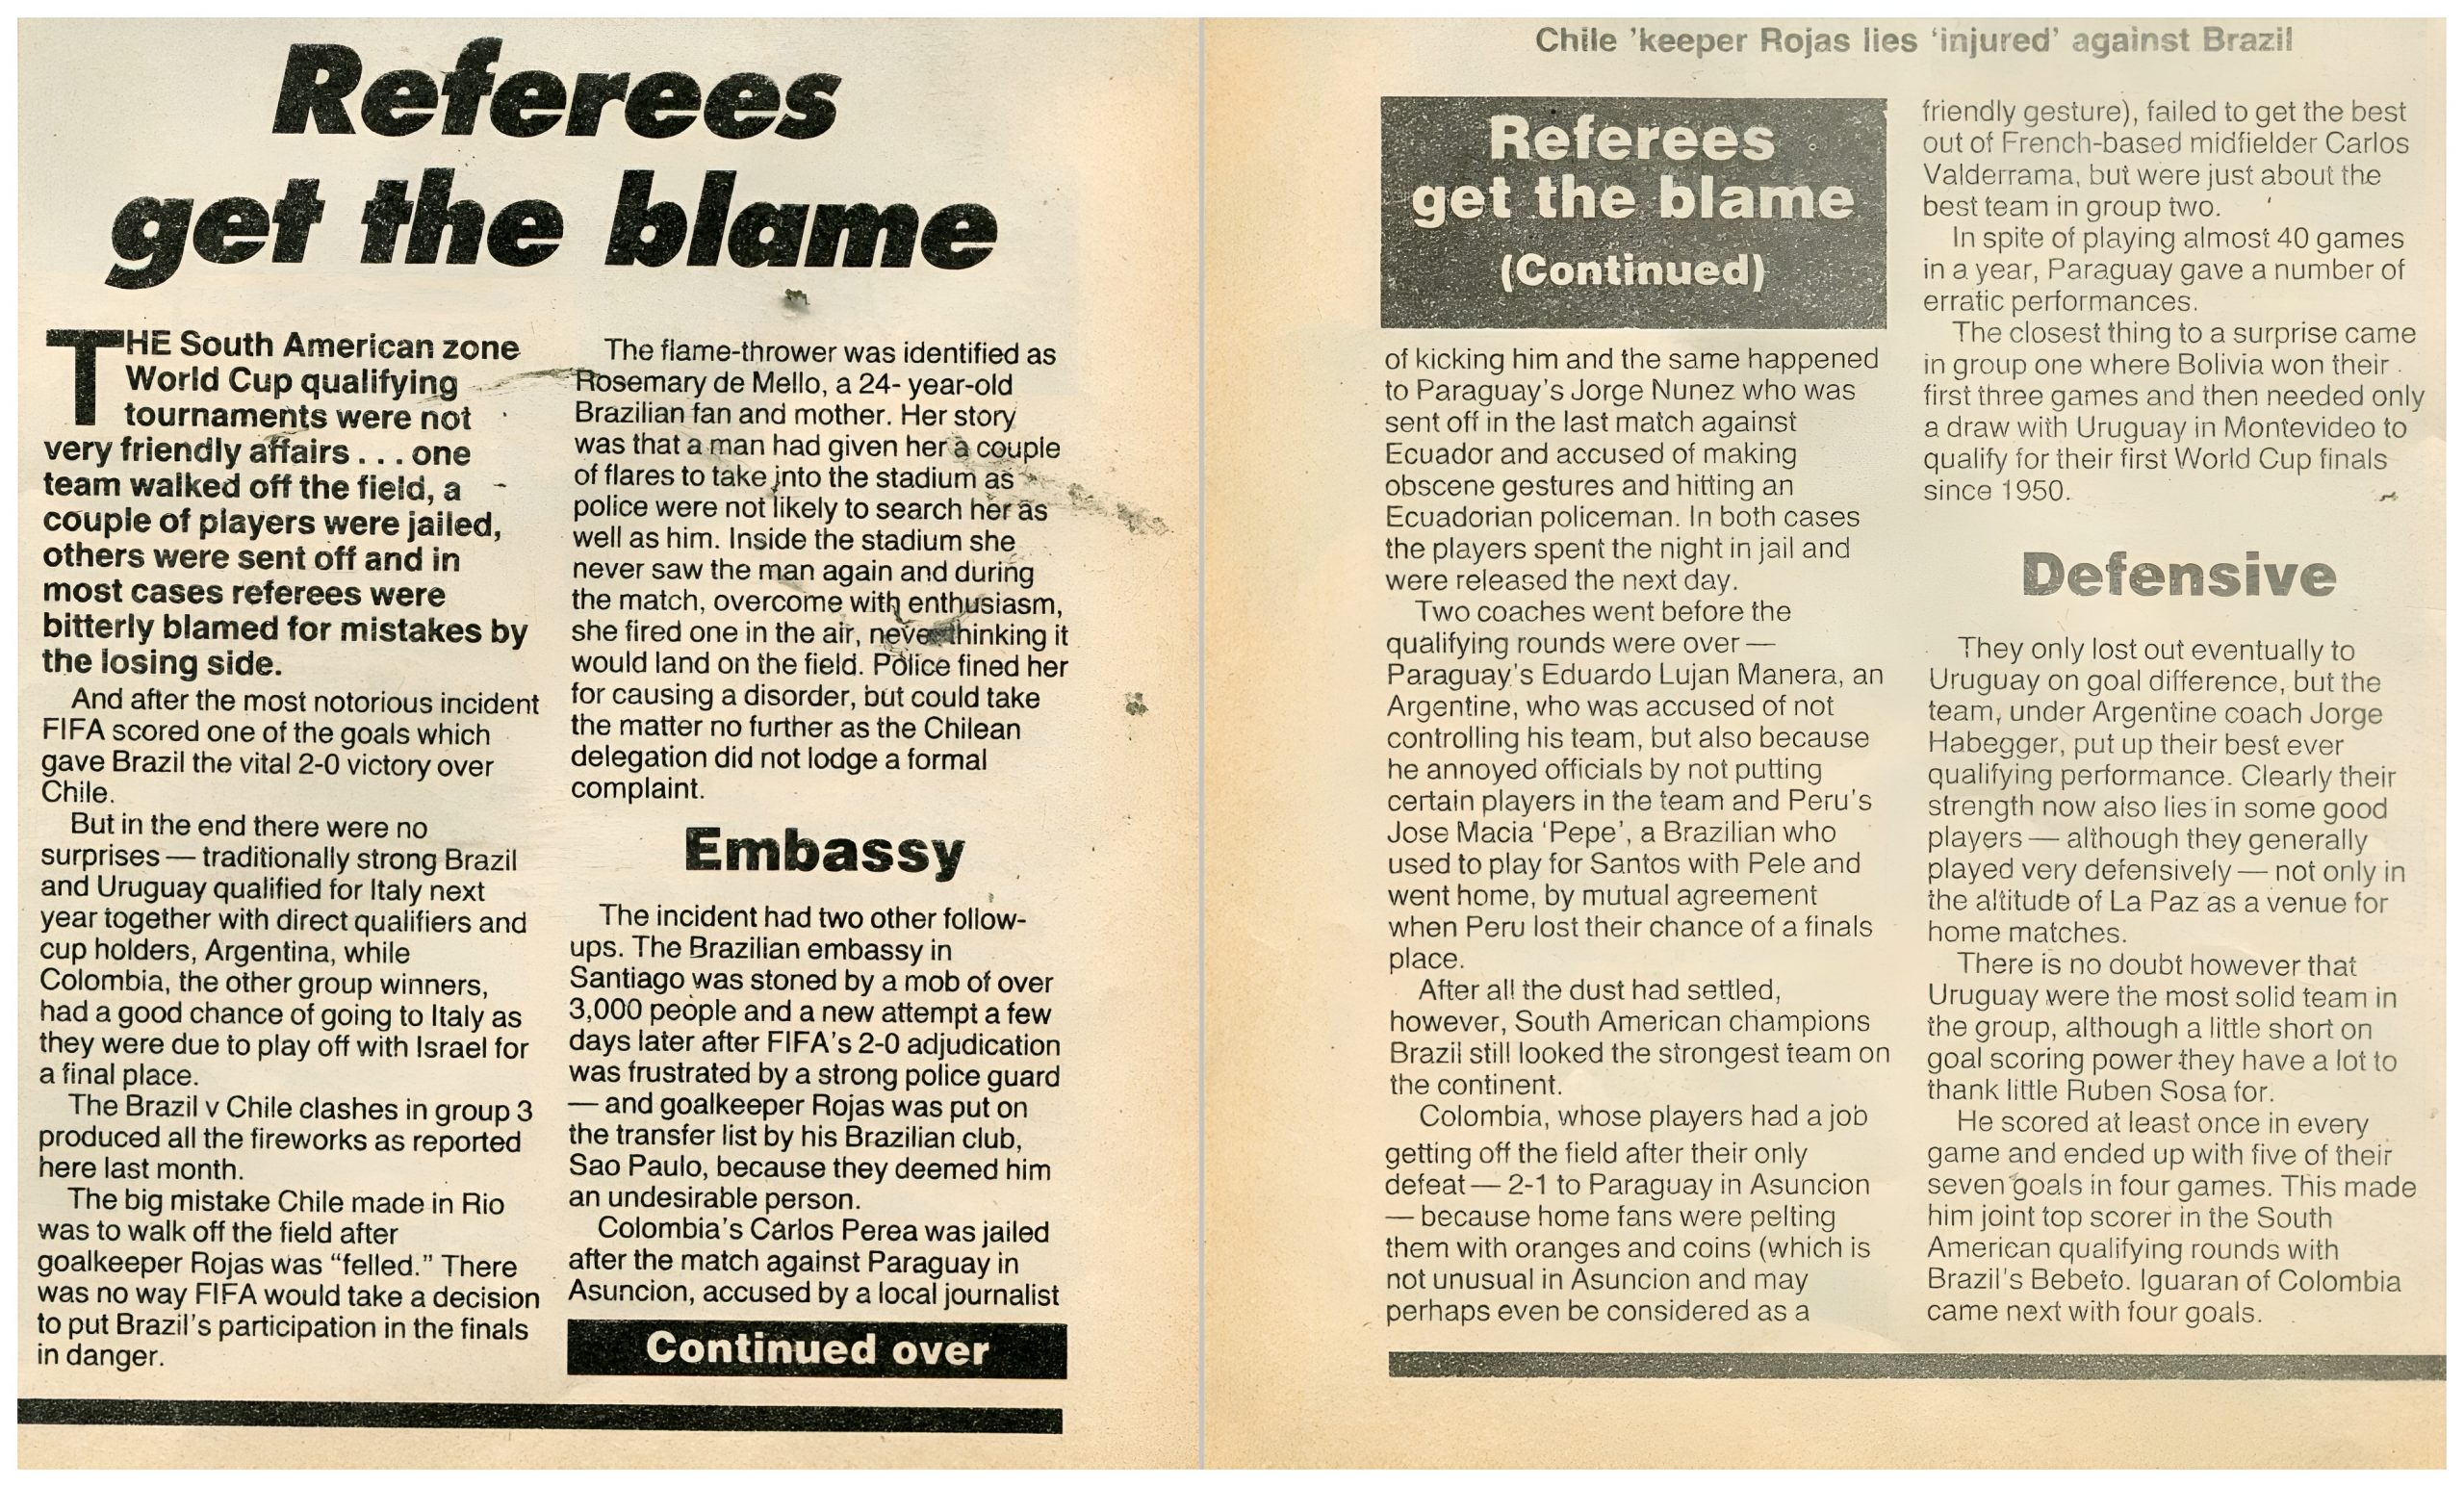 Referees
get the blame
THE South American zone
World Cup qualifying
tournaments were not
very friendly affairs . . . one
team walked off the field, a
couple of players were jailed,
others were sent off and in
most cases referees were
bitterly blamed for mistakes by
the losing side.
And after the most notorious incident
FIFA scored one of the goals which
gave Brazil the vital 2-0 victory over
Chile.
But in the end there were no
surprises — traditionally strong Brazil
and Uruguay qualified for Italy next
year together with direct qualifiers and
cup holders, Argentina, while
Colombia, the other group winners,
had a good chance of going to Italy as
they were due to play off with Israel for
a final place.
The Brazil v Chile clashes in group 3
produced all the fireworks as reported
here last month.
The big mistake Chile made in Rio
was to walk off the field after
goalkeeper Rojas was “felled.” There
was no way FIFA would take a decision
to put Brazil's participation in the finals
in danger.
The flame-thrower was identified as
Rosemary de Mello, a 24- year-old
Brazilian fan and mother. Her story
was that a man had given her a couple
of flares to take into the stadium as
police were not likely to search her as
well as him. Inside the stadium she
never saw the man again and during
the match, overcome with enthusiasm,
she fired one in the air, never thinking it
would land on the field. Police fined her
for causing a disorder, but could take
the matter no further as the Chilean
delegation did not lodge a formal
complaint.
Embassy
The incident had two other follow-
ups. The Brazilian embassy in
Santiago was stoned by a mob of over
3,000 people and a new attempt a few
days later after FIFA's 2-0 adjudication
was frustrated by a strong police guard
— and goalkeeper Rojas was put on
the transfer list by his Brazilian club,
Sao Paulo, because they deemed him
an undesirable person.
Colombia's Carlos Perea was jailed
after the match against Paraguay in
Asuncion, accused by a local journalist
Continued over
Chile 'keeper Rojas lies 'injured' against Brazil
Referees
get the blame
(Continued)
of kicking him and the same happened
to Paraguay's Jorge Nunez who was
sent off in the last match against
Ecuador and accused of making
obscene gestures and hitting an
Ecuadorian policeman. In both cases
the players spent the night in jail and
were released the next day.
Two coaches went before the
qualifying rounds were over —
Paraguay's Eduardo Lujan Manera, an
Argentine, who was accused of not
controlling his team, but also because
he annoyed officials by not putting
certain players in the team and Peru's
Jose Macia 'Pepe', a Brazilian who
used to play for Santos with Pele and
went home, by mutual agreement
when Peru lost their chance of a finals
place.
After all the dust had settled,
however, South American champions
Brazil still looked the strongest team on
the continent.
Colombia, whose players had a job
getting off the field after their only
defeat — 2-1 to Paraguay in Asuncion
— because home fans were pelting
them with oranges and coins (which is
not unusual in Asuncion and may
perhaps even be considered as a
friendly gesture), failed to get the best
out of French-based midfielder Carlos
Valderrama, but were just about the
best team in group two.
In spite of playing almost 40 games
in a year, Paraguay gave a number of
erratic performances.
The closest thing to a surprise came
in group one where Bolivia won their
first three games and then needed only
a draw with Uruguay in Montevideo to
qualify for their first World Cup finals
since 1950.
Defensive
They only lost out eventually to
Uruguay on goal difference, but the
team, under Argentine coach Jorge
Habegger, put up their best ever
qualifying performance. Clearly their
strength now also lies in some good
players — although they generally
played very defensively — not only in
the altitude of La Paz as a venue for
home matches.
There is no doubt however that
Uruguay were the most solid team in
the group, although a little short on
goal scoring power they have a lot to
thank little Ruben Sosa for.
He scored at least once in every
game and ended up with five of their
seven goals in four games. This made
him joint top scorer in the South
American qualifying rounds with
Brazil's Bebeto. Iguaran of Colombia
came next with four goals.